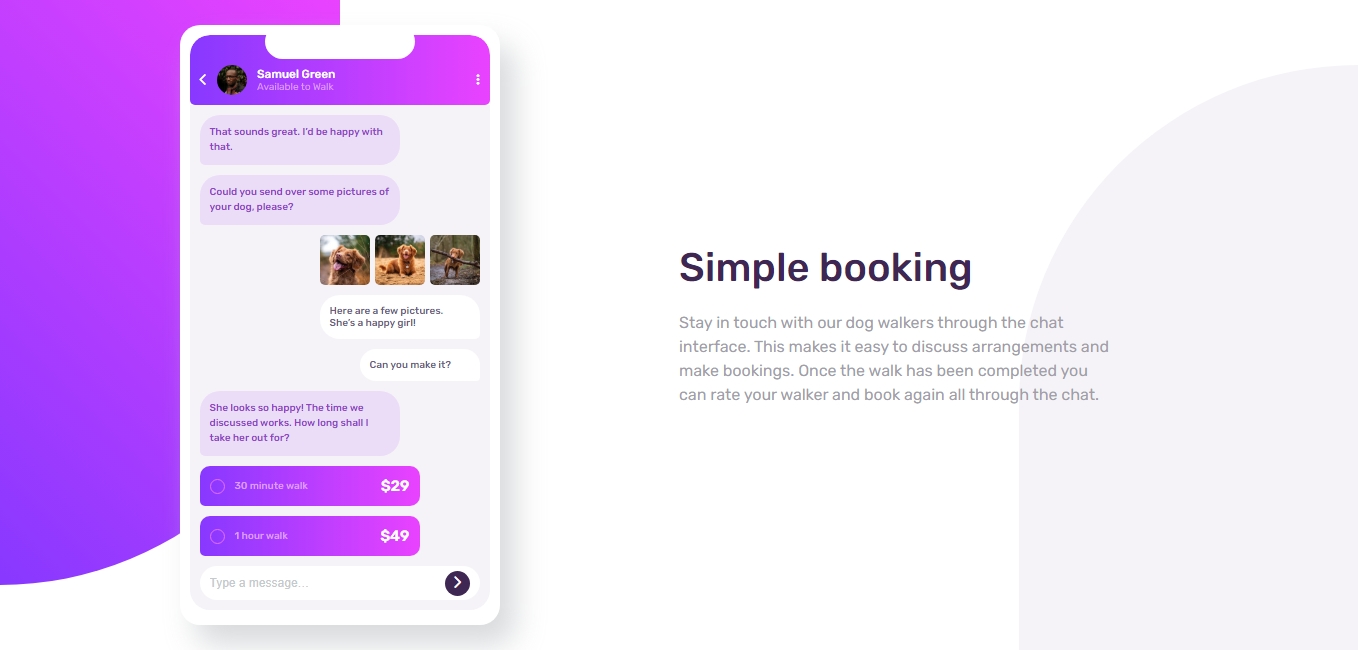 Samuel Green
Available to Walk
That sounds great. I'd be happy with
that.
Could you send over some pictures of
your dog, please?
Here are a few pictures.
She's a happy girl!
Can you make it?
She looks so happy! The time we
discussed works. How long shall I
take her out for?
30 minute walk $29
1 hour walk $49
Type a message...
Simple booking
Stay in touch with our dog walkers through the chat
interface. This makes it easy to discuss arrangements and
make bookings. Once the walk has been completed you
can rate your walker and book again all through the chat.